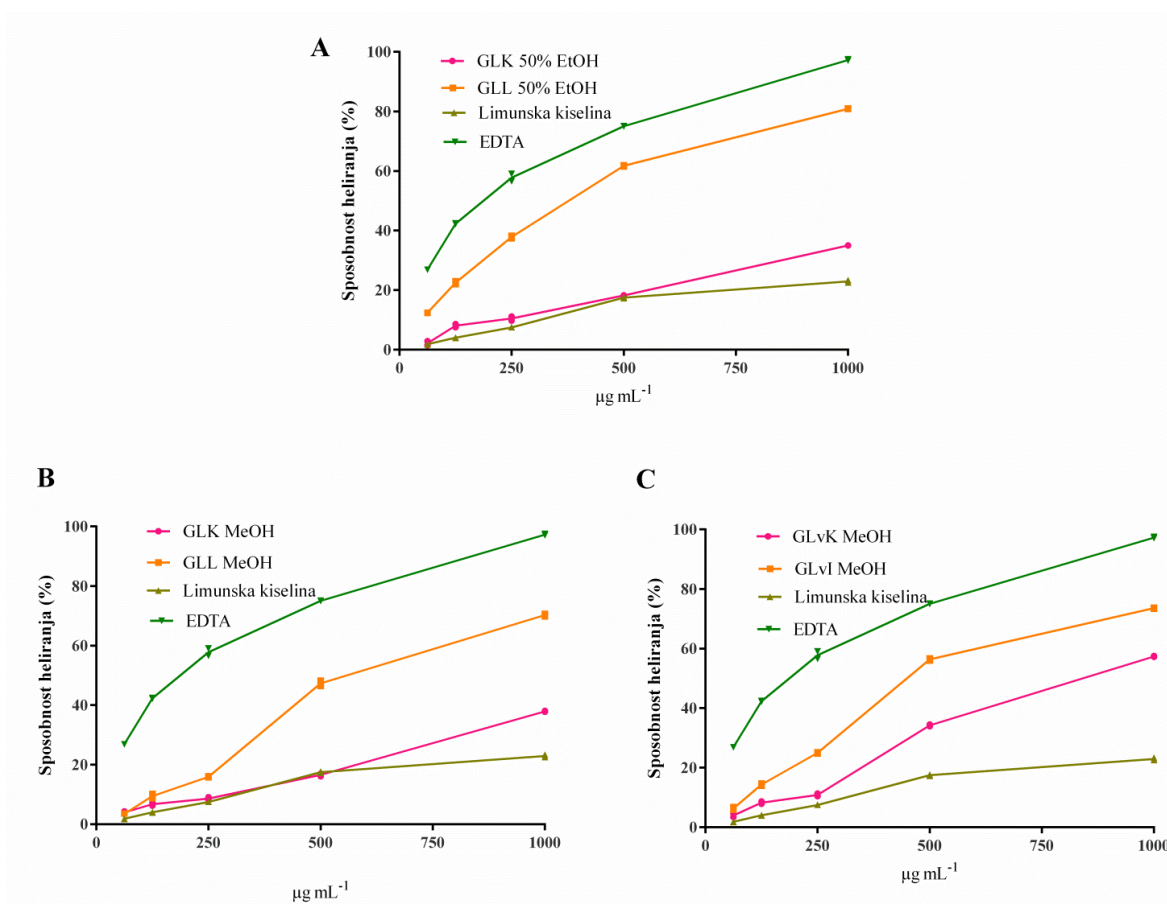 A
GLK 50% EtOH
GLL 50% EtOH
Limunska kiselina
EDTA
Sposobnost heliranja (%)
100
80
60
40
20
0
0 250 500 750 1000
µg mL⁻¹
B
GLK MeOH
GLL MeOH
Limunska kiselina
EDTA
Sposobnost heliranja (%)
100
80
60
40
20
0
0 250 500 750 1000
µg mL⁻¹
C
GLvK MeOH
GLvI MeOH
Limunska kiselina
EDTA
Sposobnost heliranja (%)
100
80
60
40
20
0
0 250 500 750 1000
µg mL⁻¹